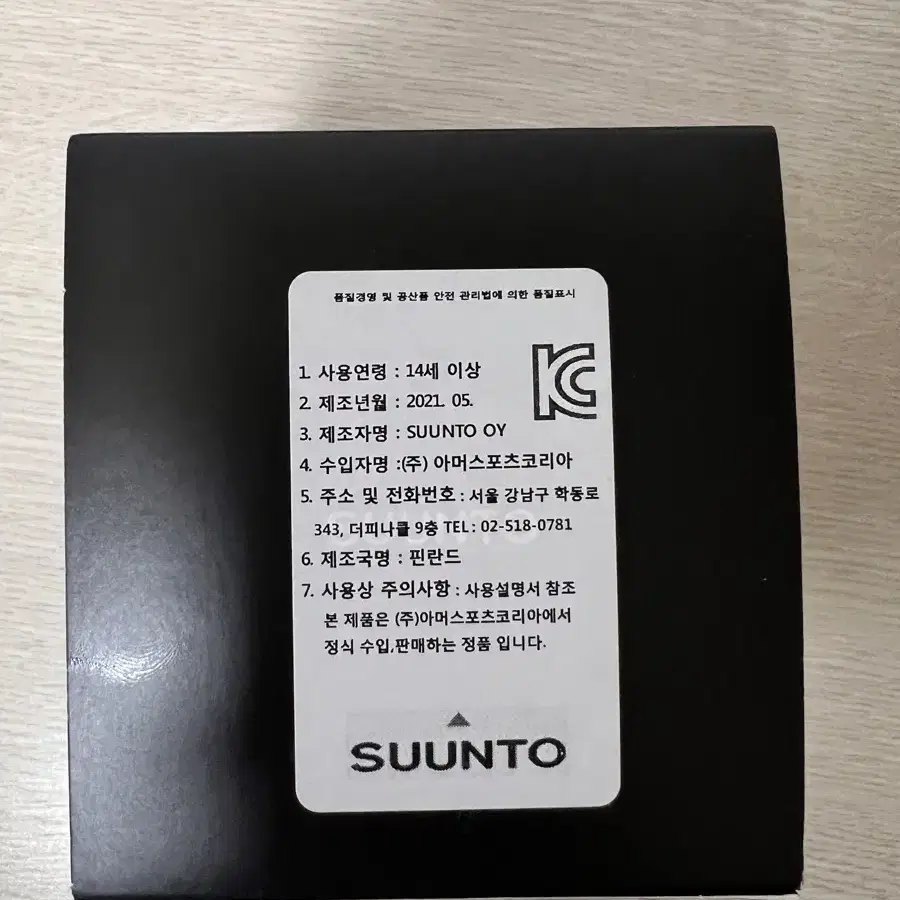 품질경영 및 공산품 안전 관리법에 의한 품질표시
1. 사용연령 : 14세 이상
2. 제조년월 : 2021. 05.
3. 제조자명 : SUUNTO OY
4. 수입자명 :(주) 아머스포츠코리아
5. 주소 및 전화번호 : 서울 강남구 학동로
343, 더피나클 9층 TEL : 02-518-0781
6. 제조국명 : 핀란드
7. 사용상 주의사항 : 사용설명서 참조
본 제품은 (주)아머스포츠코리아에서
정식 수입,판매하는 정품 입니다.
SUUNTO